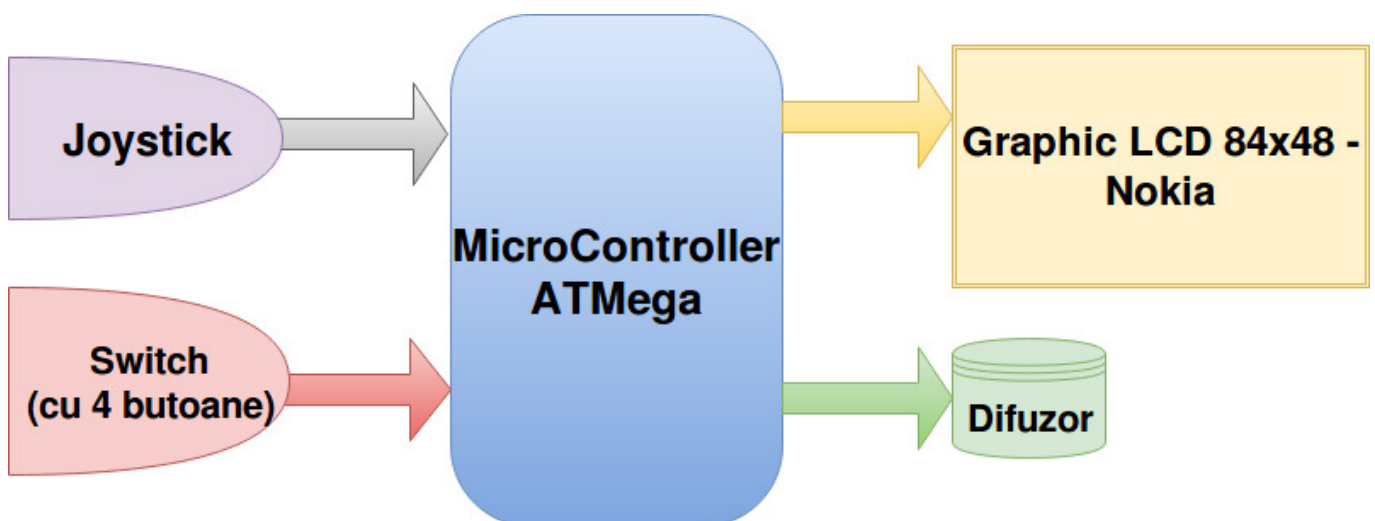 Joystick
Switch
(cu 4 butoane)
MicroController
ATMega
Graphic LCD 84x48 -
Nokia
Difuzor